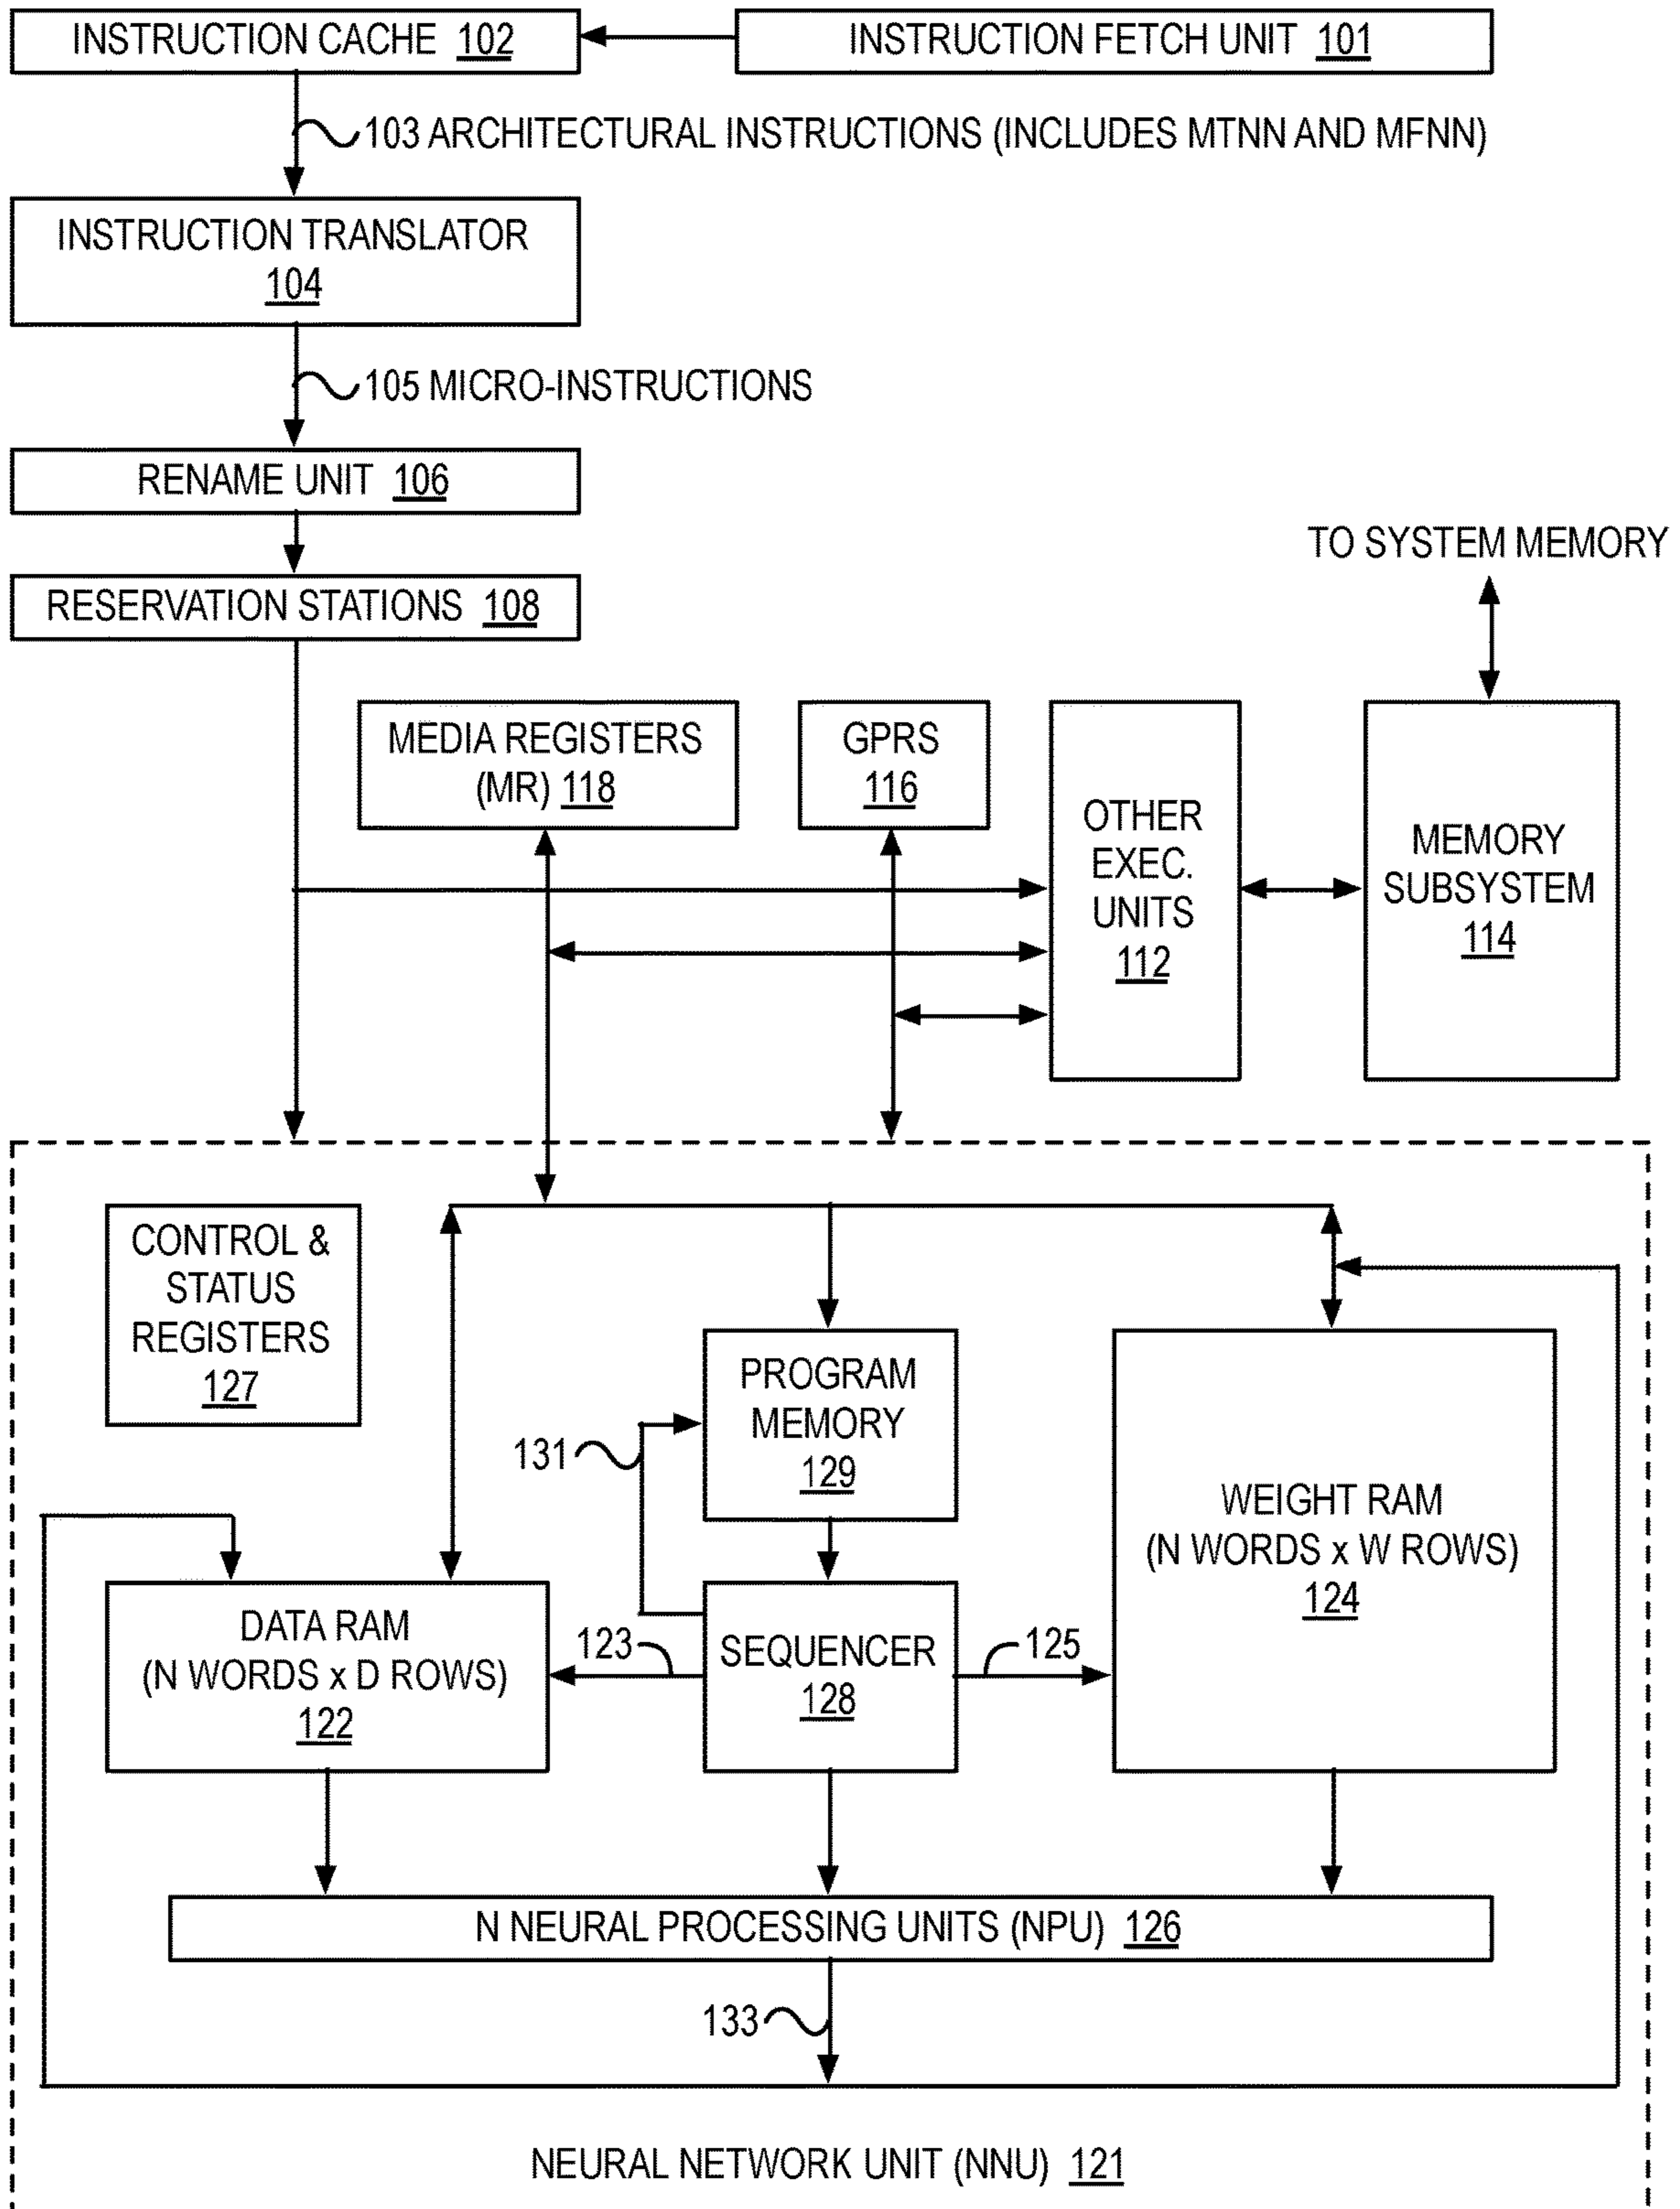 INSTRUCTION CACHE 102
INSTRUCTION FETCH UNIT 101
103 ARCHITECTURAL INSTRUCTIONS (INCLUDES MTNN AND MFNN)
INSTRUCTION TRANSLATOR
104
105 MICRO-INSTRUCTIONS
RENAME UNIT 106
RESERVATION STATIONS 108
TO SYSTEM MEMORY
MEDIA REGISTERS
(MR) 118
GPRS
116
OTHER
EXEC.
UNITS
112
MEMORY
SUBSYSTEM
114
CONTROL &
STATUS
REGISTERS
127
PROGRAM
MEMORY
129
131
WEIGHT RAM
(N WORDS x W ROWS)
124
DATA RAM
(N WORDS x D ROWS)
122
123
SEQUENCER
128
125
N NEURAL PROCESSING UNITS (NPU) 126
133
NEURAL NETWORK UNIT (NNU) 121